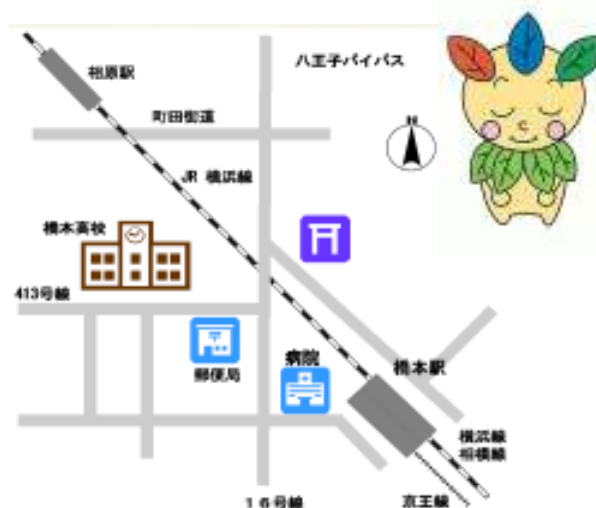 相原駅
八王子バイパス
町田街道
N
JR 横浜線
橋本高校
413号線
郵便局
病院
橋本駅
横浜線
相模線
16号線
京王線